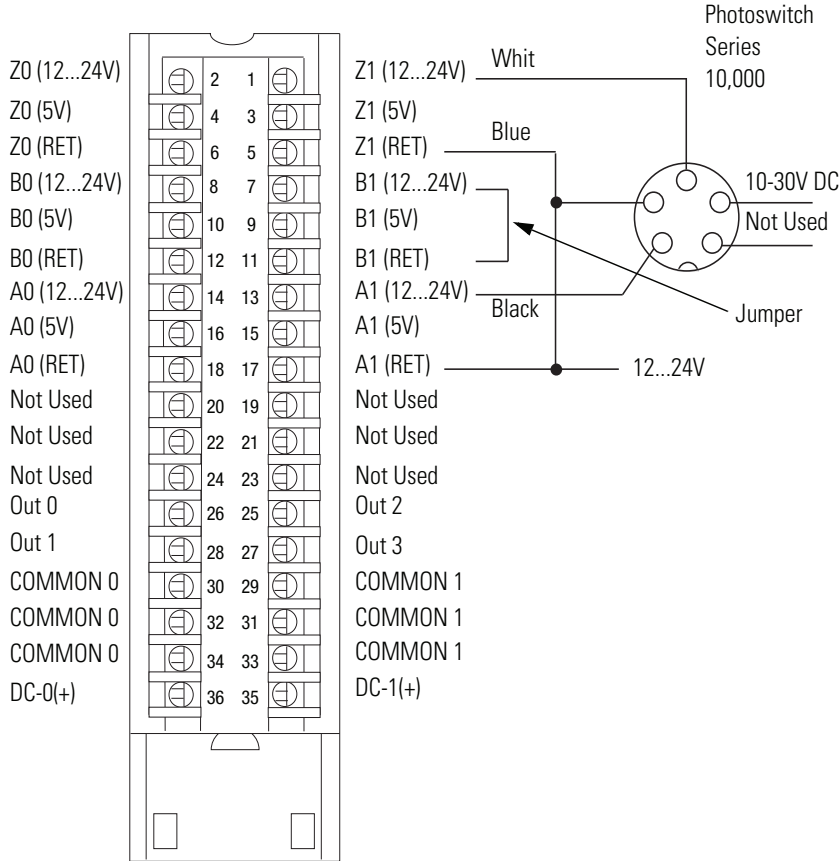 Photoswitch
Series
10,000
Z0 (12...24V) 2 1 Z1 (12...24V) Whit
Z0 (5V) 4 3 Z1 (5V)
Z0 (RET) 6 5 Z1 (RET) Blue
B0 (12...24V) 8 7 B1 (12...24V) 10-30V DC
B0 (5V) 10 9 B1 (5V) Not Used
B0 (RET) 12 11 B1 (RET)
A0 (12...24V) 14 13 A1 (12...24V) Black Jumper
A0 (5V) 16 15 A1 (5V)
A0 (RET) 18 17 A1 (RET) 12...24V
Not Used 20 19 Not Used
Not Used 22 21 Not Used
Not Used 24 23 Not Used
Out 0 26 25 Out 2
Out 1 28 27 Out 3
COMMON 0 30 29 COMMON 1
COMMON 0 32 31 COMMON 1
COMMON 0 34 33 COMMON 1
DC-0(+) 36 35 DC-1(+)